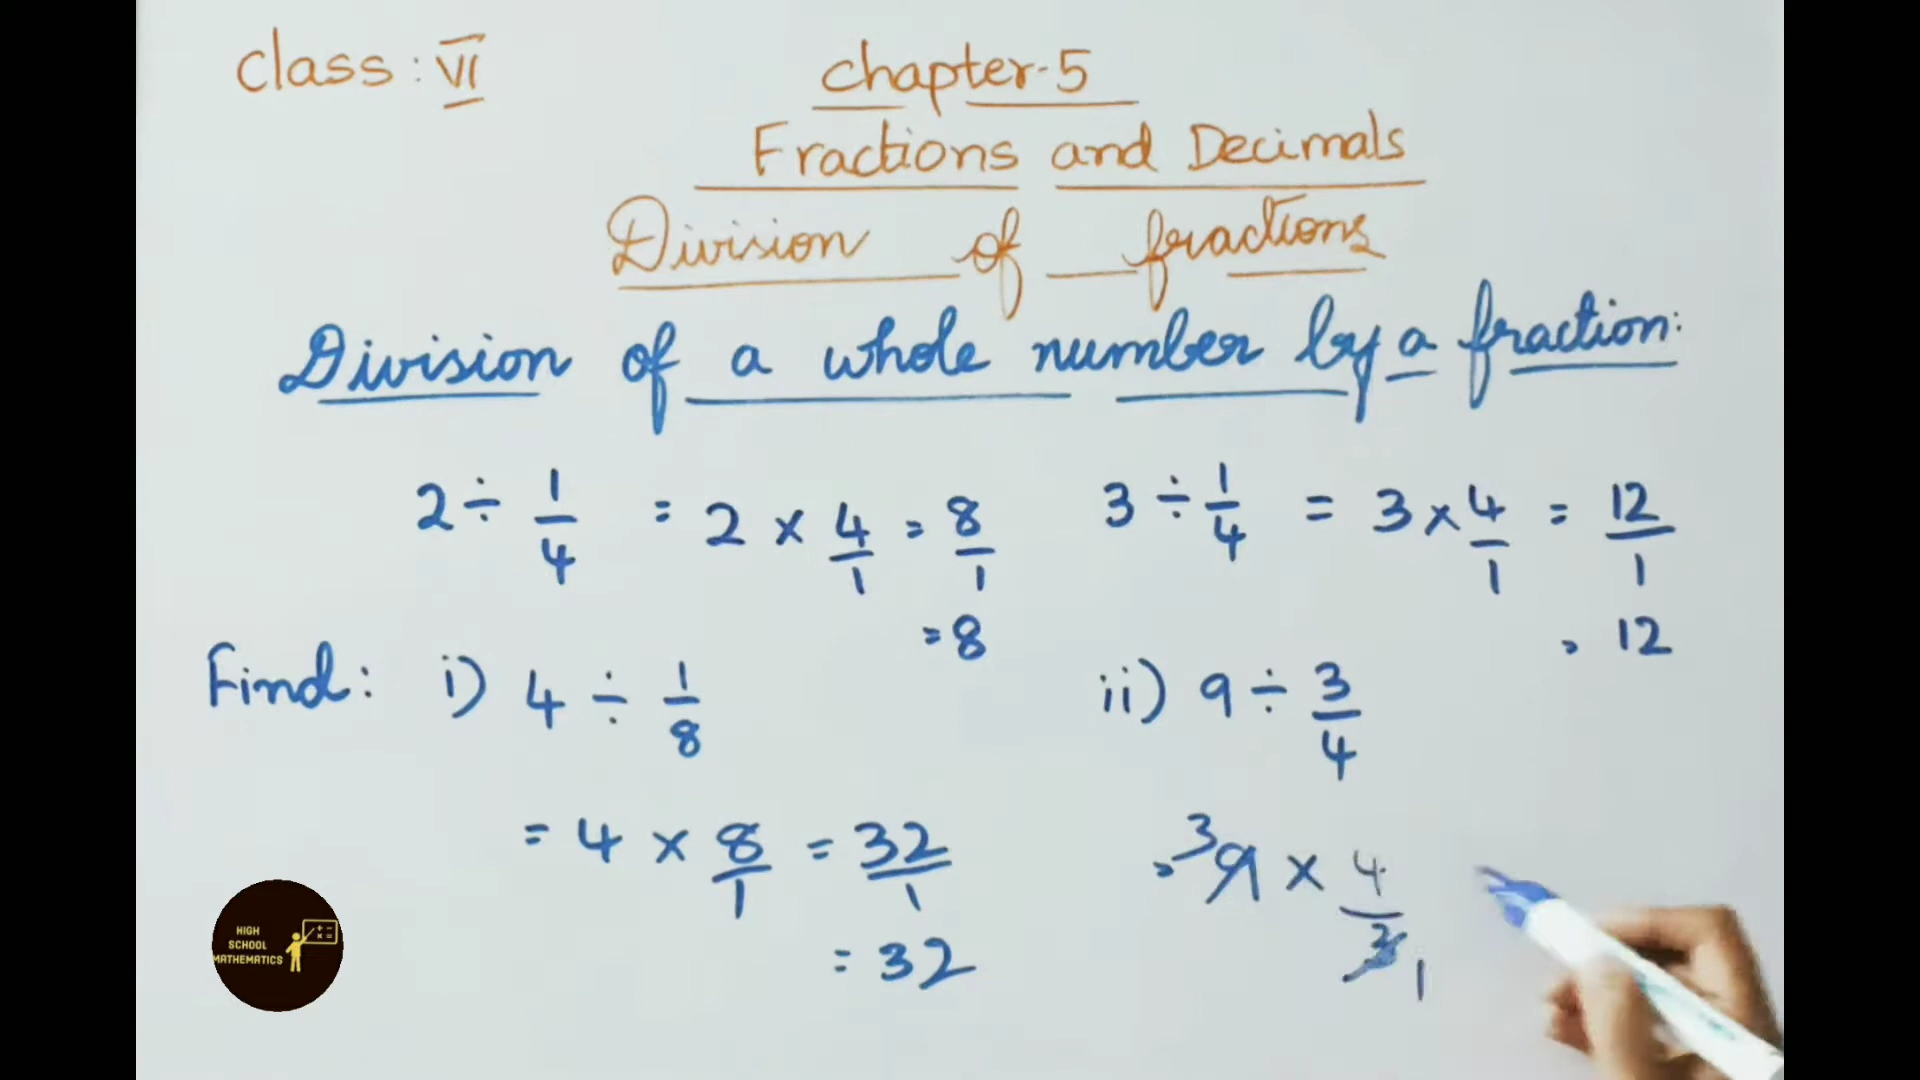 Class: VI
Chapter-5
Fractions and Decimals
Division of fractions
Division of a whole number by a fraction:
2 ÷ 1/4 = 2 × 4/1 = 8/1
= 8
3 ÷ 1/4 = 3 × 4/1 = 12/1
= 12
Find: i) 4 ÷ 1/8
= 4 × 8/1 = 32/1
= 32
ii) 9 ÷ 3/4
= 3 9 × 4/3 1
HIGH
SCHOOL
MATHEMATICS